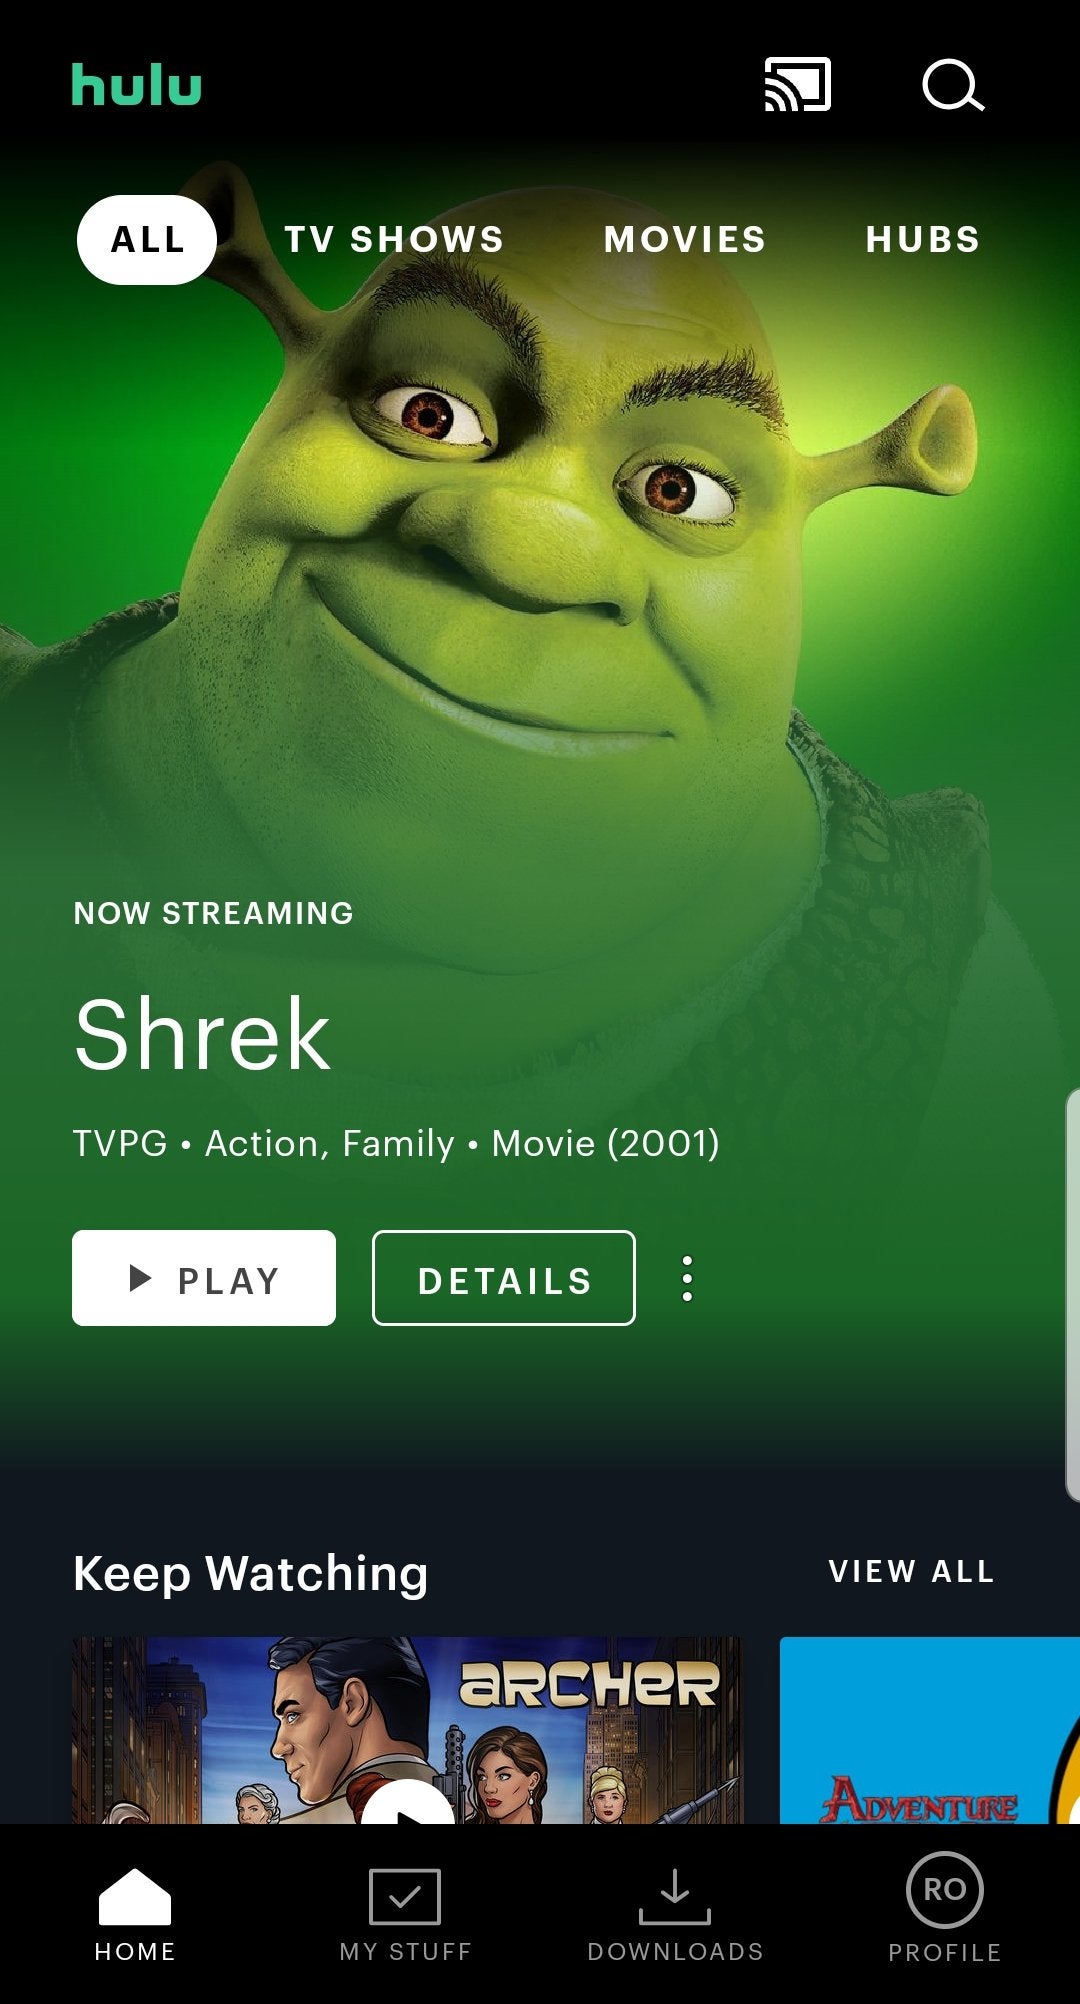 hulu
ALL TV SHOWS MOVIES HUBS
NOW STREAMING
Shrek
TVPG • Action, Family • Movie (2001)
PLAY DETAILS
Keep Watching VIEW ALL
ARCHER
ADVENTURE
HOME MY STUFF DOWNLOADS RO PROFILE